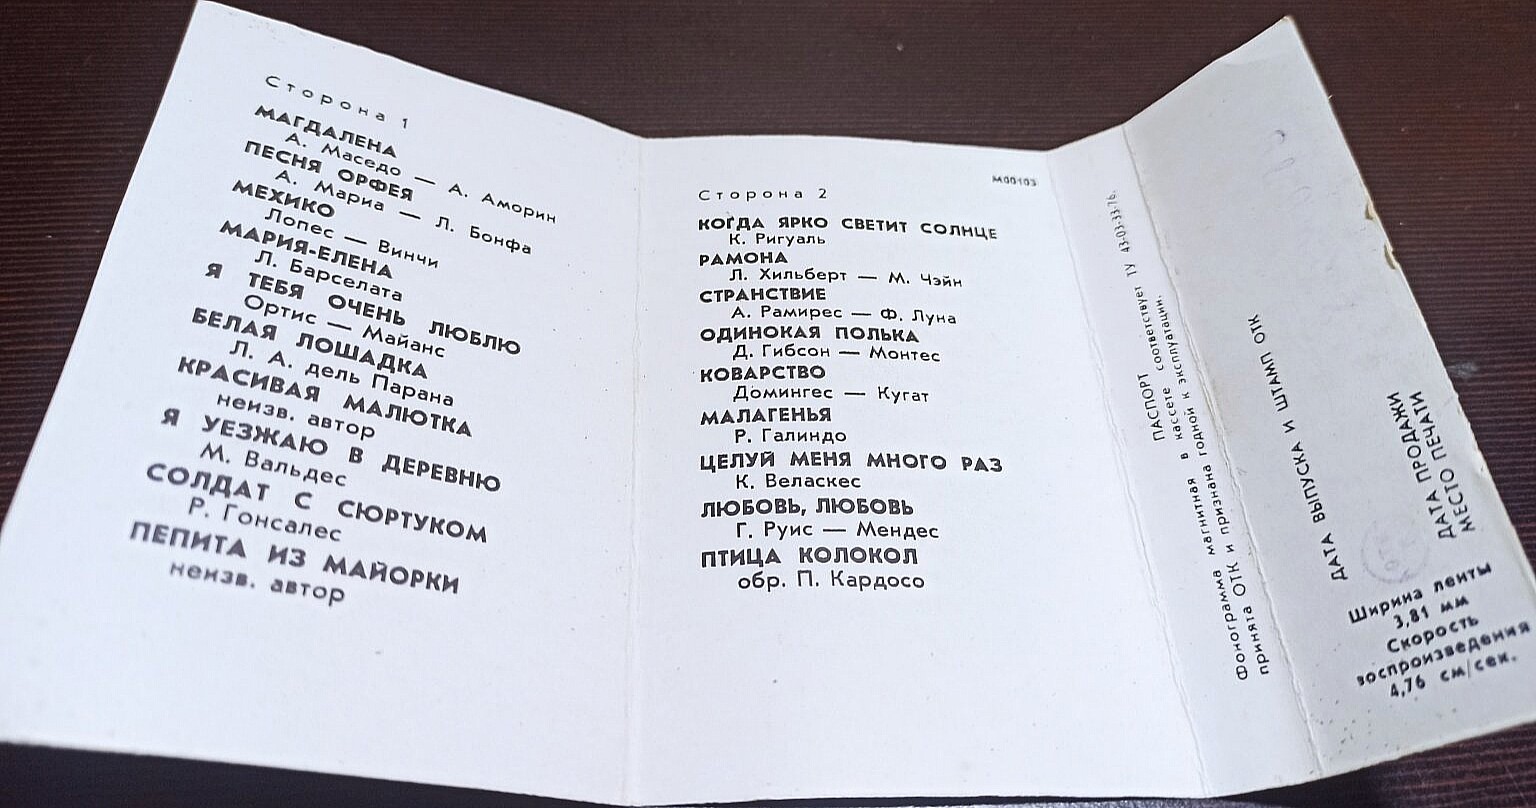 Сторона 1
МАГДАЛЕНА
А. Маседо — А. Аморин
ПЕСНЯ ОРФЕЯ
А. Мариа — Л. Бонфа
МЕХИКО
Лопес — Винчи
МАРИЯ-ЕЛЕНА
Л. Барселата
Я ТЕБЯ ОЧЕНЬ ЛЮБЛЮ
Ортис — Майанс
БЕЛАЯ ЛОШАДКА
Л. А. дель Парана
КРАСИВАЯ МАЛЮТКА
неизв. автор
Я УЕЗЖАЮ В ДЕРЕВНЮ
М. Вальдес
СОЛДАТ С СЮРТУКОМ
Р. Гонсалес
ПЕПИТА ИЗ МАЙОРКИ
неизв. автор
М00103
Сторона 2
КОГДА ЯРКО СВЕТИТ СОЛНЦЕ
К. Ригуаль
РАМОНА
Л. Хильберт — М. Чэйн
СТРАНСТВИЕ
А. Рамирес — Ф. Луна
ОДИНОКАЯ ПОЛЬКА
Д. Гибсон — Монтес
КОВАРСТВО
Домингес — Кугат
МАЛАГЕНЬЯ
Р. Галиндо
ЦЕЛУЙ МЕНЯ МНОГО РАЗ
К. Веласкес
ЛЮБОВЬ, ЛЮБОВЬ
Г. Руис — Мендес
ПТИЦА КОЛОКОЛ
обр. П. Кардосо
ПАСПОРТ
Фонограмма магнитная в кассете соответствует ТУ 43-03-33-76.
принята ОТК и признана годной к эксплуатации.
ДАТА ВЫПУСКА И ШТАМП ОТК
ДАТА ПРОДАЖИ
МЕСТО ПЕЧАТИ
Ширина ленты
3,81 мм
Скорость
воспроизведения
4,76 см/сек.